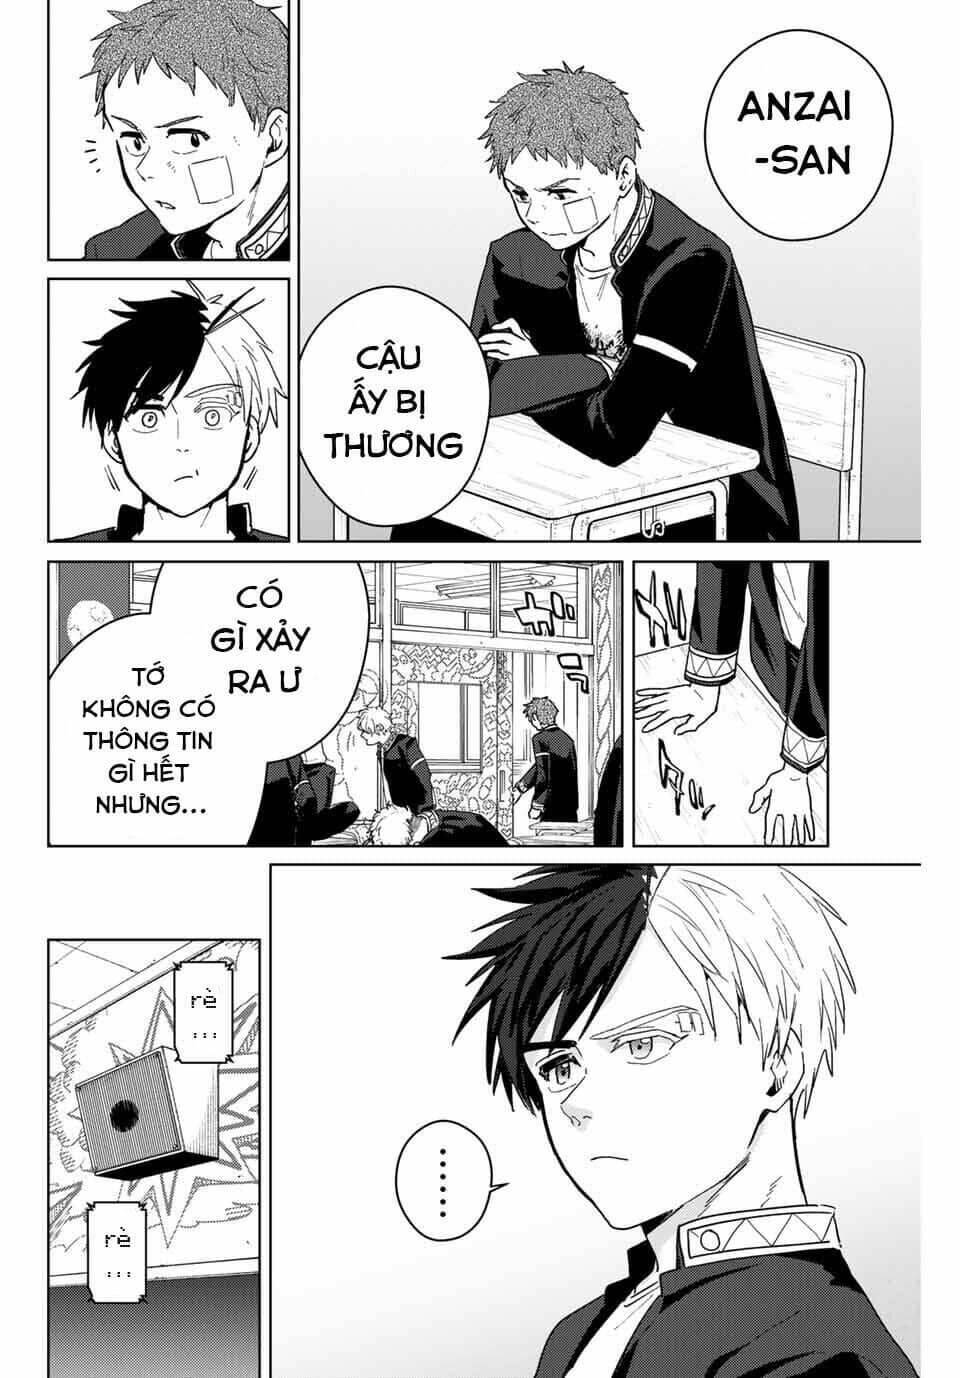 ANZAI
-SAN
CẬU
ẤY BỊ
THƯƠNG
CÓ
GÌ XẢY
RA Ư
TỚ
KHÔNG CÓ
THÔNG TIN
GÌ HẾT
NHƯNG...
......
rè
...
rè
...